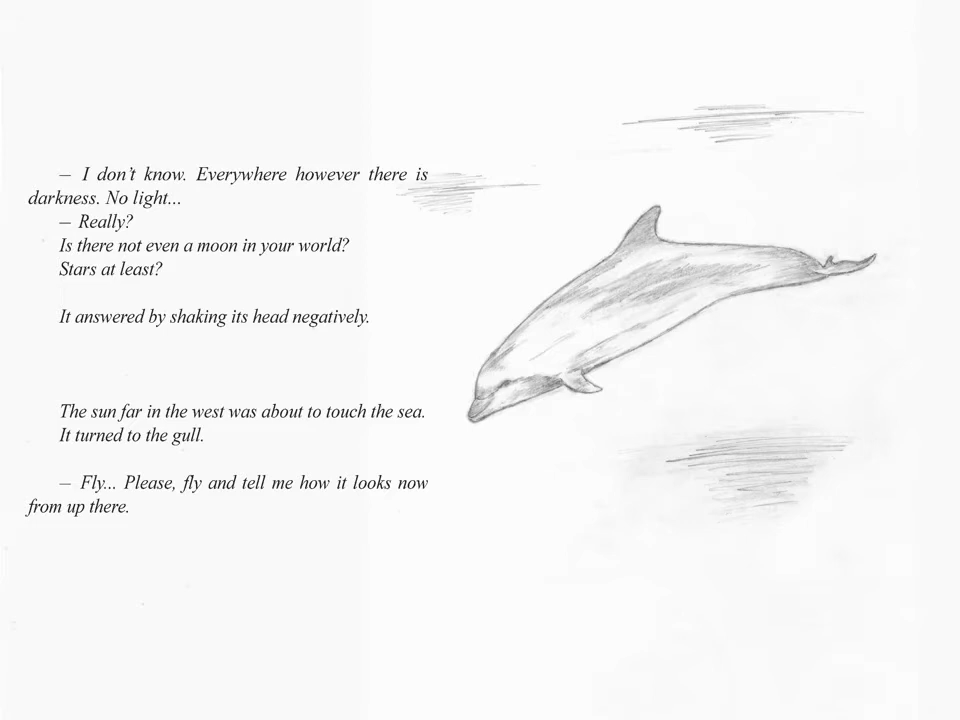 – I don't know. Everywhere however there is
darkness. No light...
– Really?
Is there not even a moon in your world?
Stars at least?
It answered by shaking its head negatively.
The sun far in the west was about to touch the sea.
It turned to the gull.
– Fly... Please, fly and tell me how it looks now
from up there.